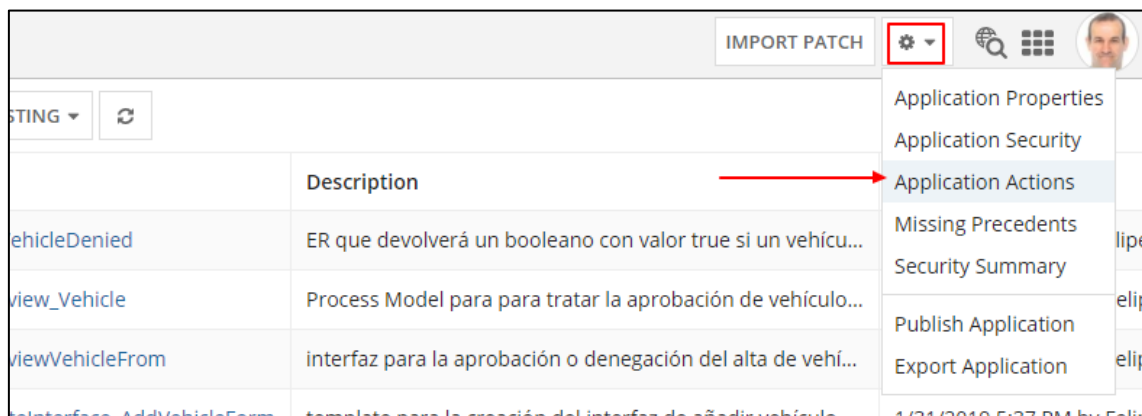 IMPORT PATCH
Application Properties
STING
Application Security
Description
Application Actions
Missing Precedents
ehicleDenied
ER que devolverá un booleano con valor true si un vehícu...
Security Summary
view_Vehicle
Process Model para para tratar la aprobación de vehículo...
Publish Application
viewVehicleFrom
interfaz para la aprobación o denegación del alta de vehí...
Export Application